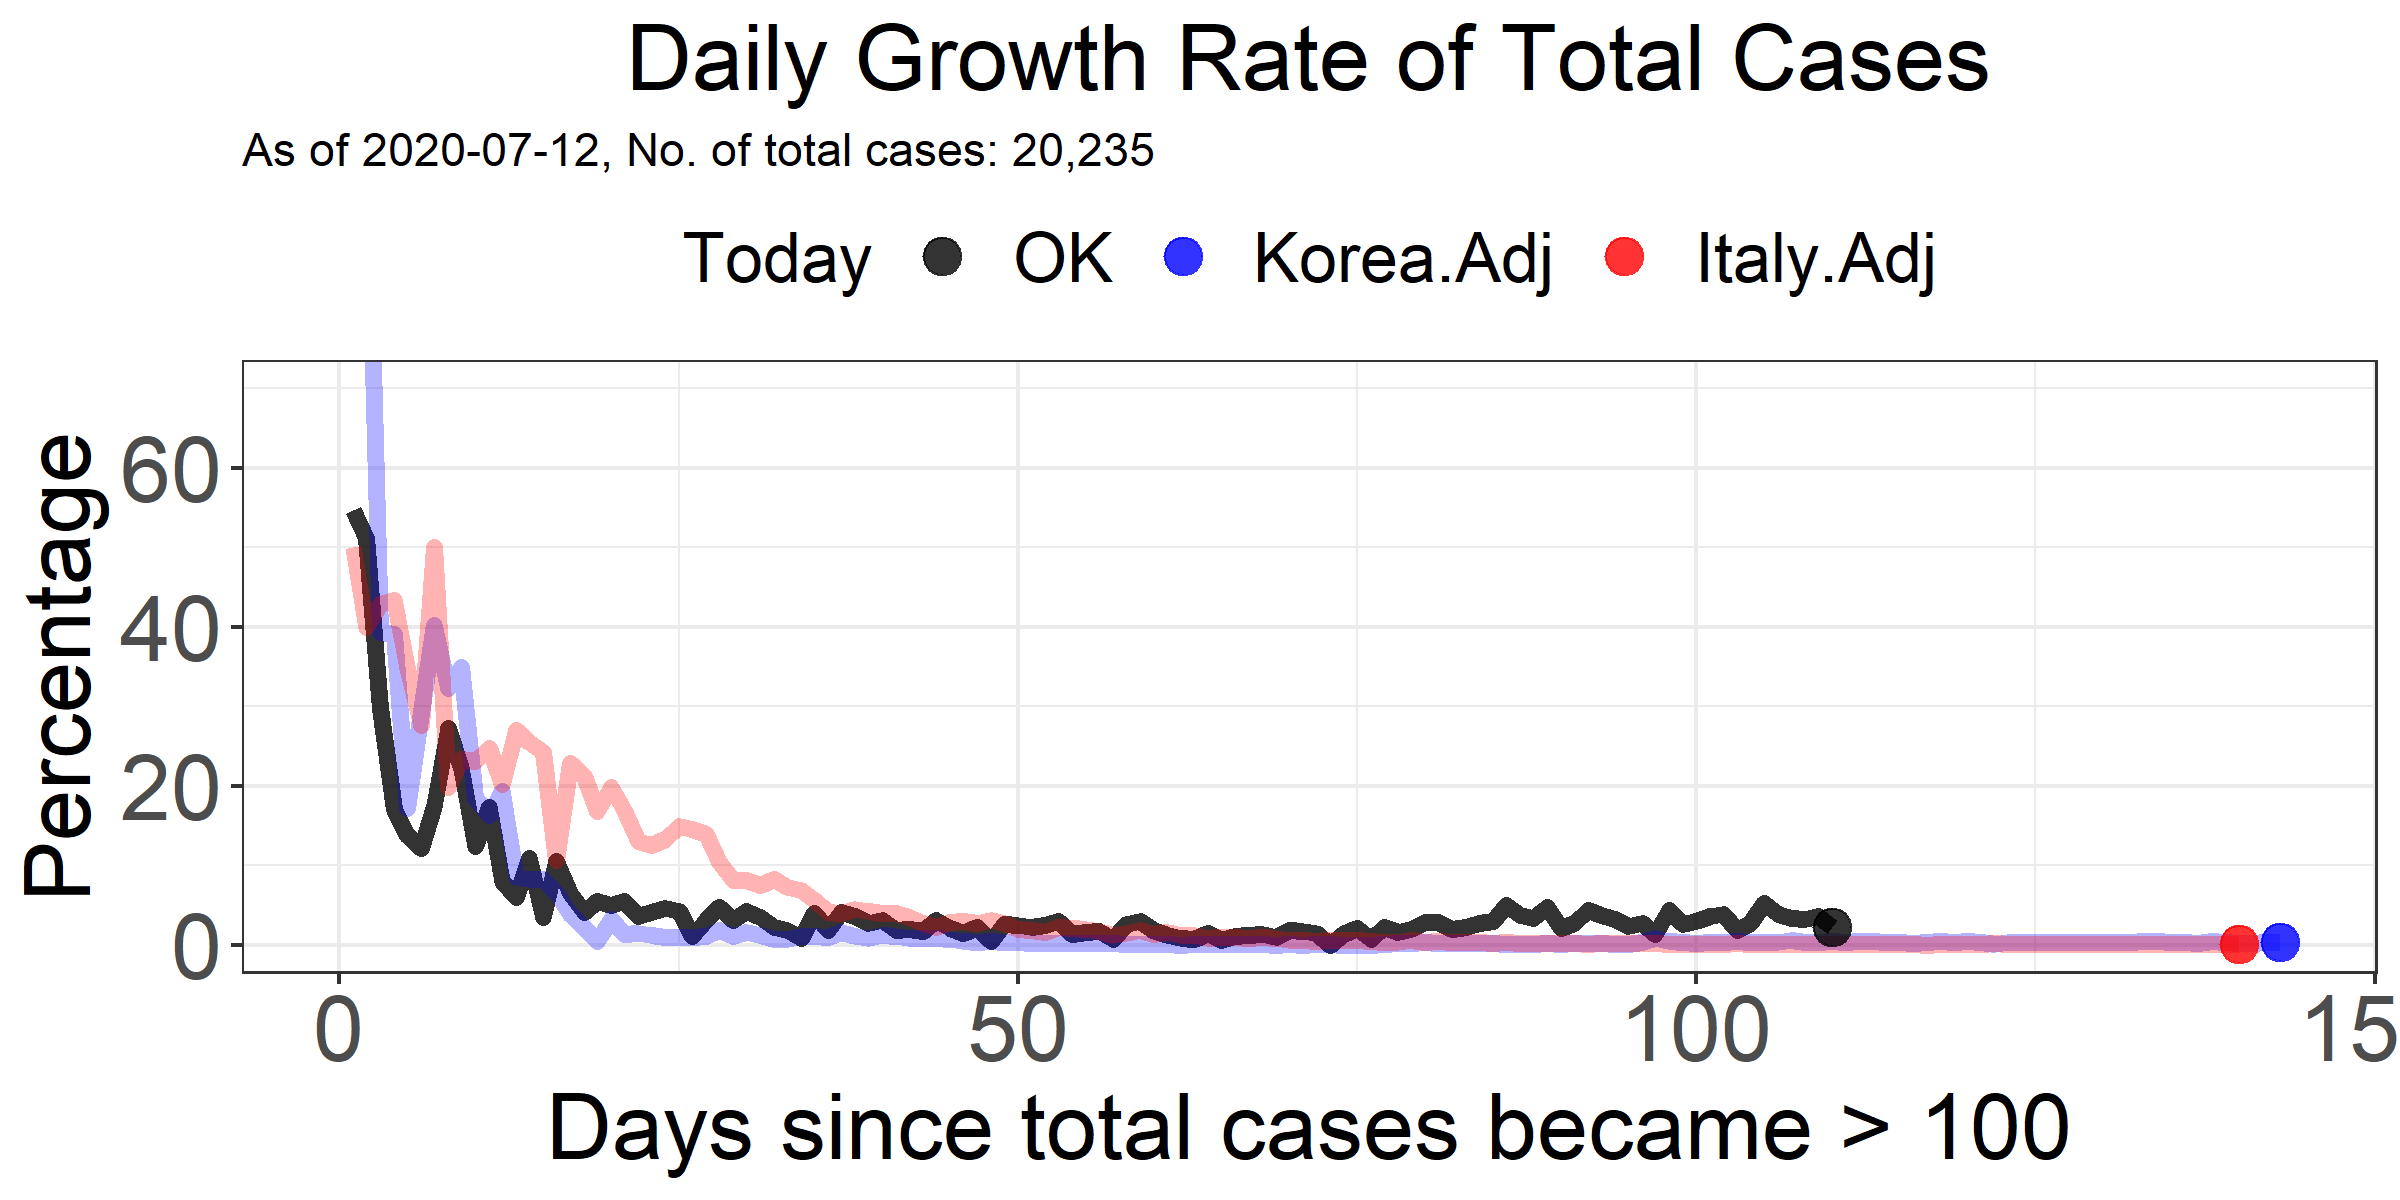 Daily Growth Rate of Total Cases
As of 2020-07-12, No. of total cases: 20,235
Today OK Korea.Adj Italy.Adj
Percentage
60
40
20
0
0 50 100 15
Days since total cases became > 100